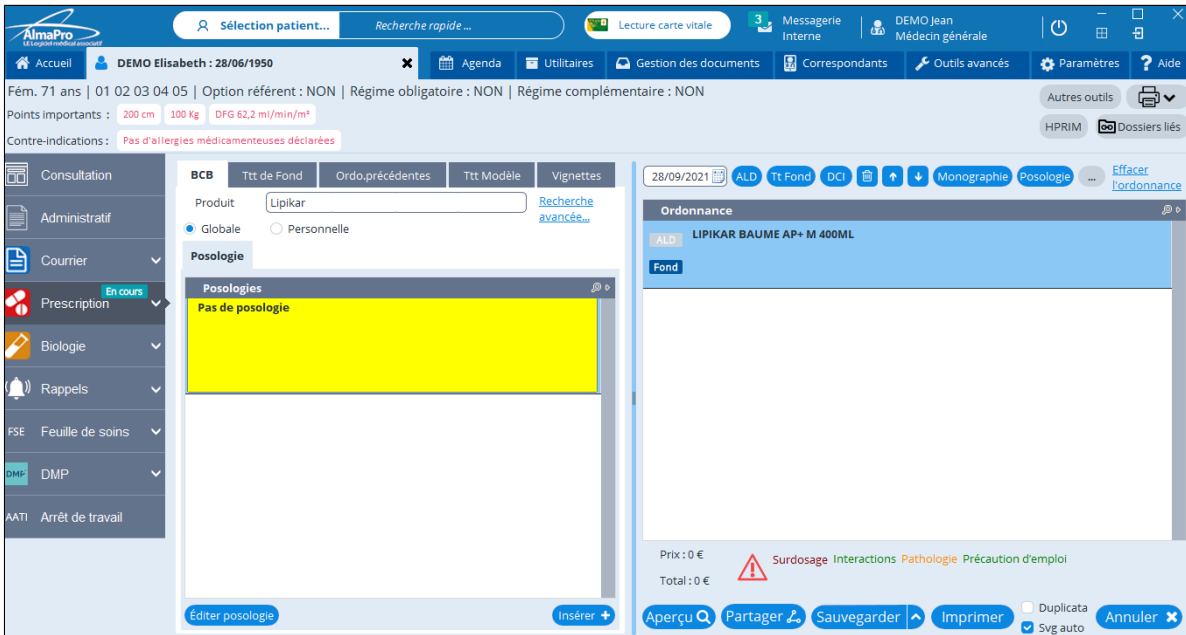 AlmaPro
LE Logiciel médical associatif
Sélection patient...
Recherche rapide ...
Lecture carte vitale
3
Messagerie
Interne
DEMO Jean
Médecin générale
Accueil
DEMO Elisabeth : 28/06/1950
Agenda
Utilitaires
Gestion des documents
Correspondants
Outils avancés
Paramètres
? Aide
Fém. 71 ans | 01 02 03 04 05 | Option référent : NON | Régime obligatoire : NON | Régime complémentaire : NON
Points importants : 200 cm 100 Kg DFG 62,2 ml/min/m²
Contre-indications : Pas d'allergies médicamenteuses déclarées
Autres outils
HPRIM
Dossiers liés
Consultation
Administratif
Courrier
En cours
Prescription
Biologie
Rappels
FSE Feuille de soins
DMP DMP
AATI Arrêt de travail
BCB
Ttt de Fond
Ordo.précédentes
Ttt Modèle
Vignettes
Produit
Lipikar
Recherche
avancée...
Globale
Personnelle
Posologie
Posologies
Pas de posologie
Éditer posologie
Insérer +
28/09/2021
ALD
Tt Fond
DCI
Monographie
Posologie
...
Effacer
l'ordonnance
Ordonnance
ALD
LIPIKAR BAUME AP+ M 400ML
Fond
Prix : 0 €
Total : 0 €
Surdosage Interactions Pathologie Précaution d'emploi
Aperçu
Partager
Sauvegarder
Imprimer
Duplicata
Svg auto
Annuler